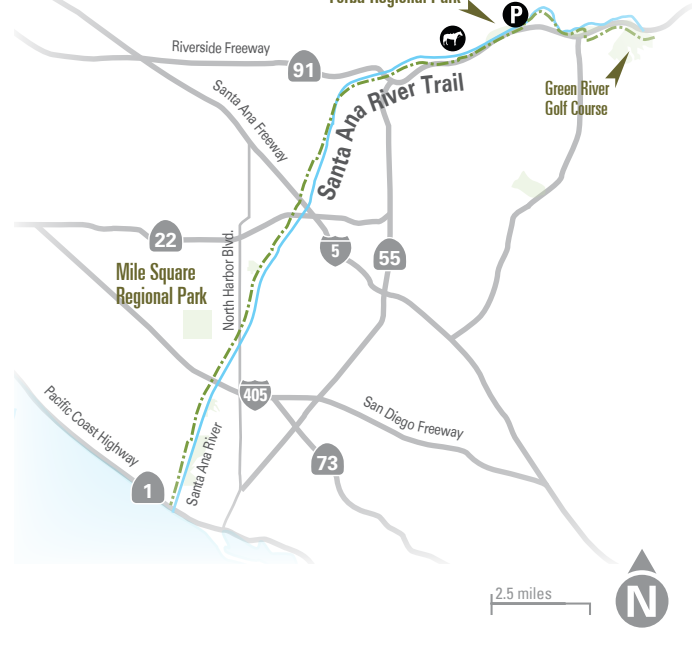 P
Riverside Freeway
91
Santa Ana River Trail
Green River
Golf Course
Santa Ana Freeway
22
5
55
North Harbor Blvd.
Mile Square
Regional Park
405
San Diego Freeway
Pacific Coast Highway
Santa Ana River
73
1
2.5 miles
N